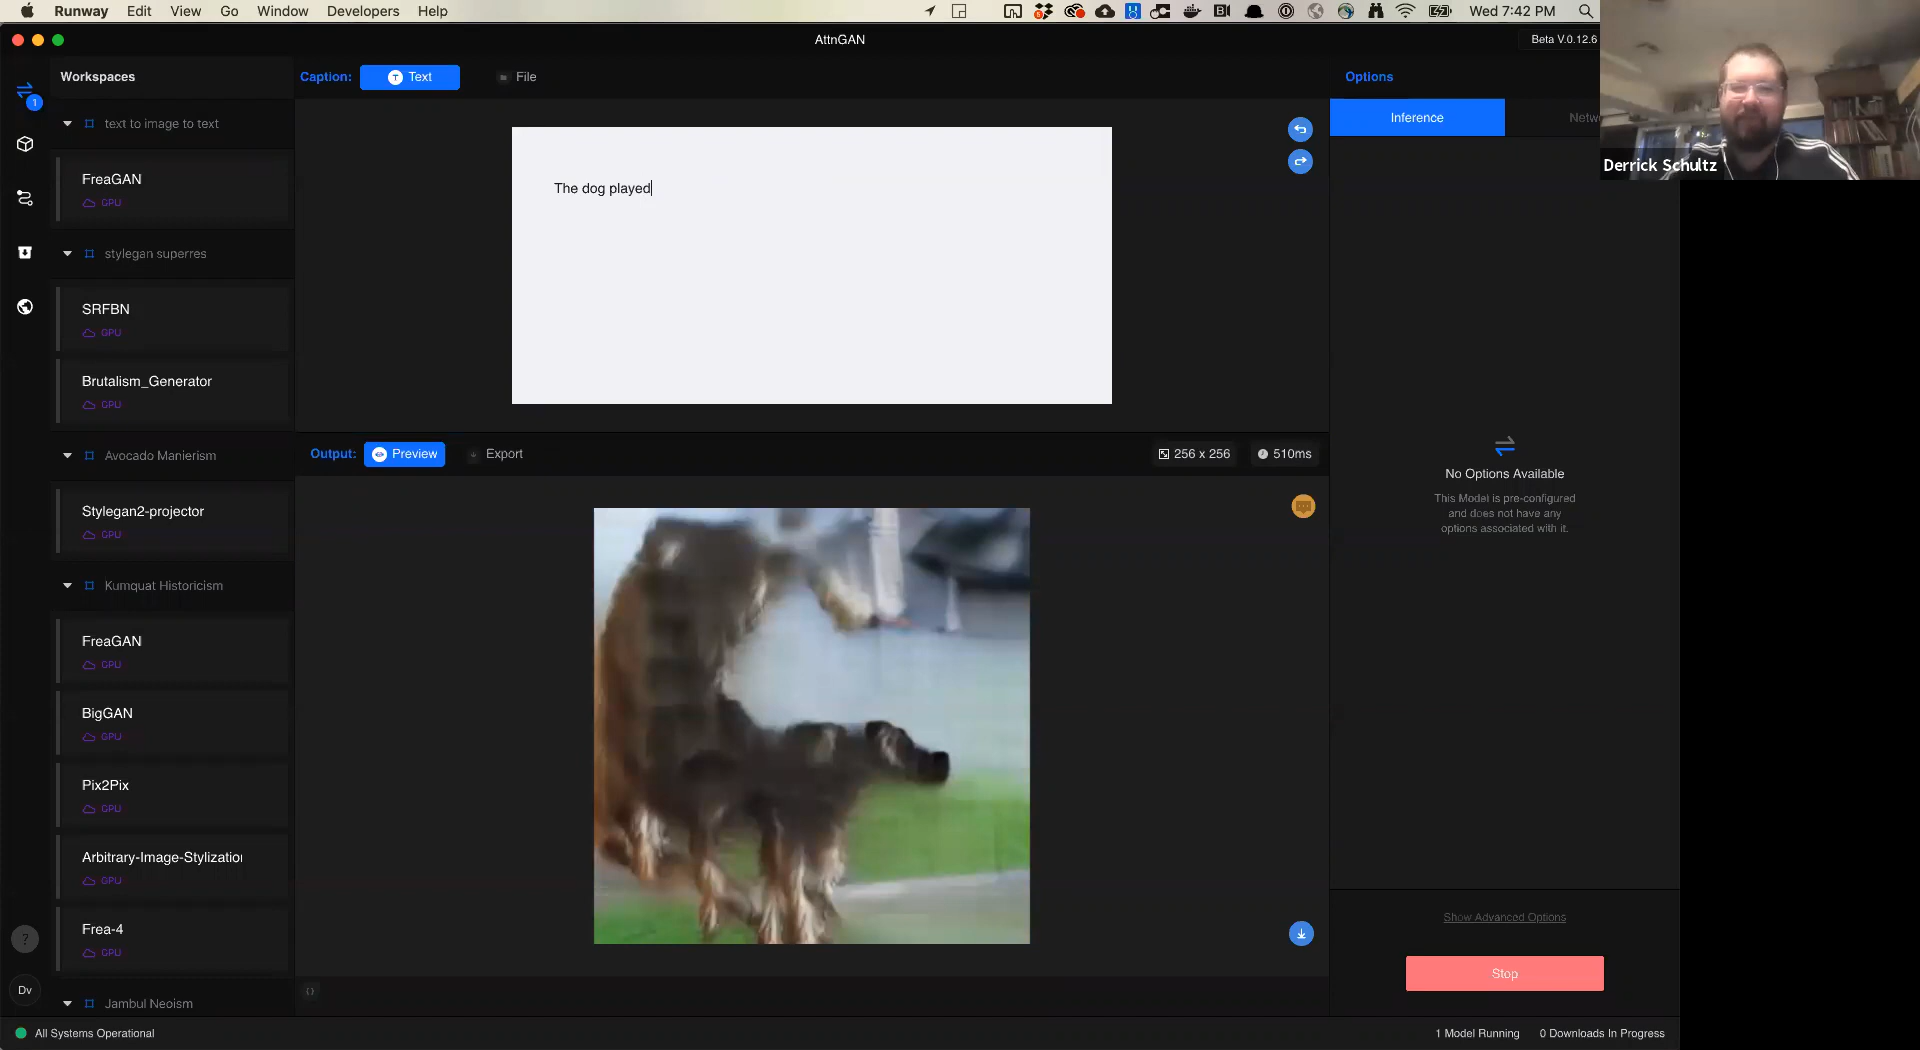 Runway File Edit View Go Window Developers Help
Wed 7:42 PM
AttnGAN
Beta V.0.12.6
Workspaces
Caption: Text File
Options
1
text to image to text
Inference
Derrick Schultz
FreaGAN
GPU
The dog played
stylegan superres
SRFBN
GPU
Brutalism_Generator
GPU
Avocado Manierism
Output: Preview Export
256 x 256 510ms
No Options Available
This Model is pre-configured
and does not have any
options associated with it.
Stylegan2-projector
GPU
Kumquat Historicism
FreaGAN
GPU
BigGAN
GPU
Pix2Pix
GPU
Arbitrary-Image-Stylization
GPU
Frea-4
GPU
Show Advanced Options
Stop
?
Dv
Jambul Neoism
All Systems Operational
1 Model Running 0 Downloads In Progress